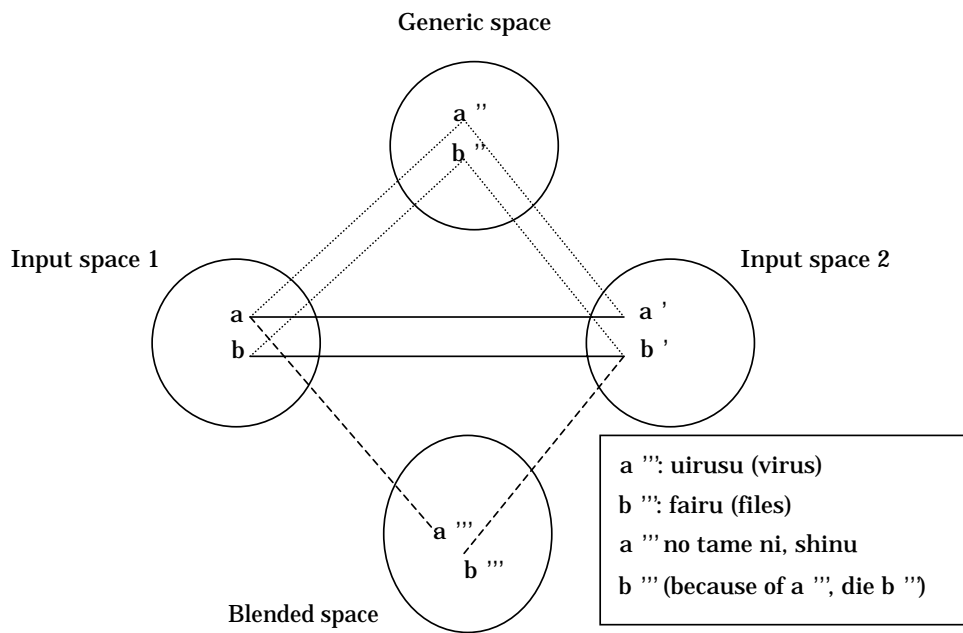 Generic space
a ''
b ''
Input space 1
Input space 2
a
a '
b
b '
a ''': uirusu (virus)
b ''': fairu (files)
a ''' no tame ni, shinu
b ''' (because of a ''', die b '')
a '''
b '''
Blended space